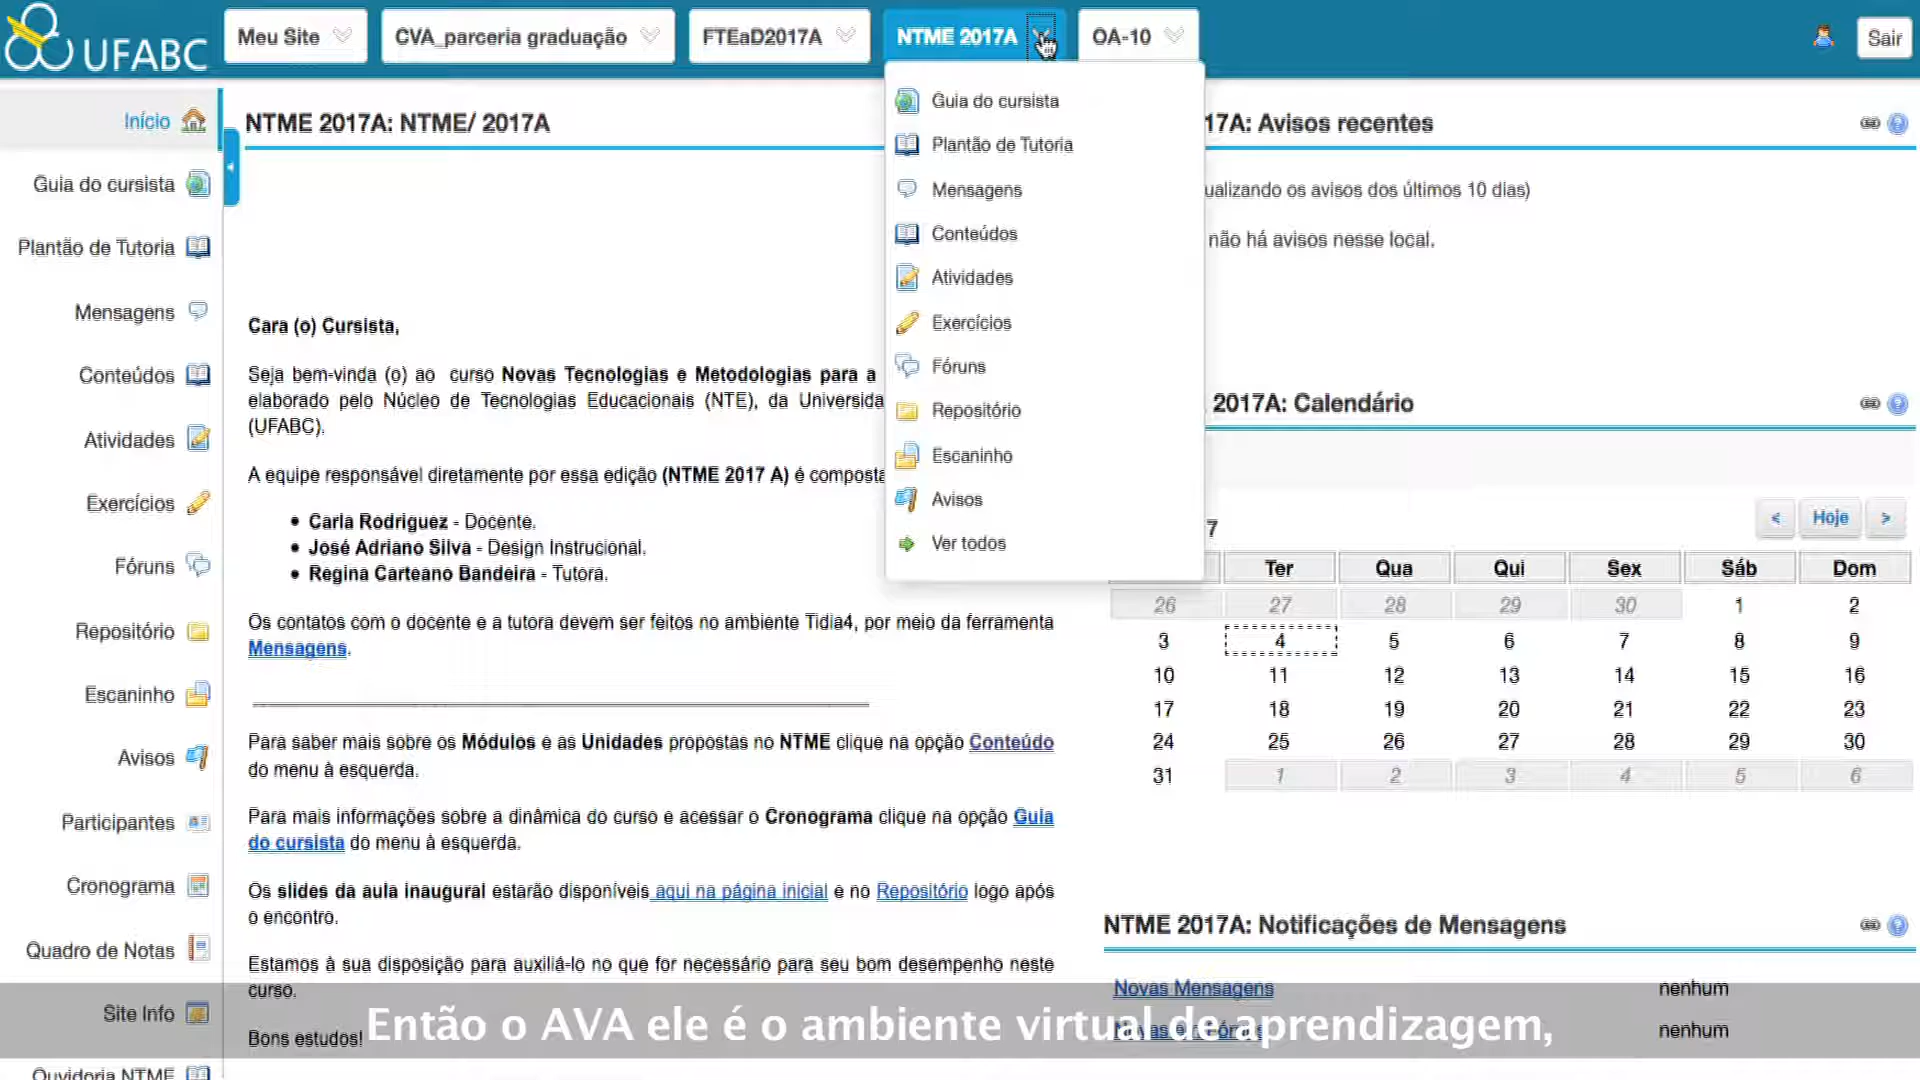 UFABC
Meu Site
CVA_parceria graduação
FTEaD2017A
NTME 2017A
OA-10
Sair
Início
Guia do cursista
Plantão de Tutoria
Mensagens
Conteúdos
Atividades
Exercícios
Fóruns
Repositório
Escaninho
Avisos
Participantes
Cronograma
Quadro de Notas
Site Info
Ouvidoria NTME
NTME 2017A: NTME/ 2017A
Cara (o) Cursista,
Seja bem-vinda (o) ao curso Novas Tecnologias e Metodologias para a
elaborado pelo Núcleo de Tecnologias Educacionais (NTE), da
(UFABC).
A equipe responsável diretamente por essa edição (NTME 2017 A) é
Carla Rodriguez - Docente.
José Adriano Silva - Design Instrucional.
Regina Carteano Bandeira - Tutora.
Os contatos com o docente e a tutora devem ser feitos no ambiente Tidia4, por meio da ferramenta
Mensagens.
Para saber mais sobre os Módulos e as Unidades propostas no NTME clique na opção Conteúdo
do menu à esquerda.
Para mais informações sobre a dinâmica do curso e acessar o Cronograma clique na opção Guia
do cursista do menu à esquerda.
Os slides da aula inaugural estarão disponíveis aqui na página inicial e no Repositório logo após
o encontro.
Estamos à sua disposição para auxiliá-lo no que for necessário para seu bom desempenho neste
curso.
Bons estudos!
Guia do cursista
Plantão de Tutoria
Mensagens
Conteúdos
Atividades
Exercícios
Fóruns
Repositório
Escaninho
Avisos
Ver todos
17A: Avisos recentes
ualizando os avisos dos últimos 10 dias)
não há avisos nesse local.
2017A: Calendário
7
< Hoje >
Ter Qua Qui Sex Sáb Dom
26 27 28 29 30 1 2
3 4 5 6 7 8 9
10 11 12 13 14 15 16
17 18 19 20 21 22 23
24 25 26 27 28 29 30
31 1 2 3 4 5 6
NTME 2017A: Notificações de Mensagens
Novas Mensagens nenhum
nenhum
Então o AVA ele é o ambiente virtual de aprendizagem,